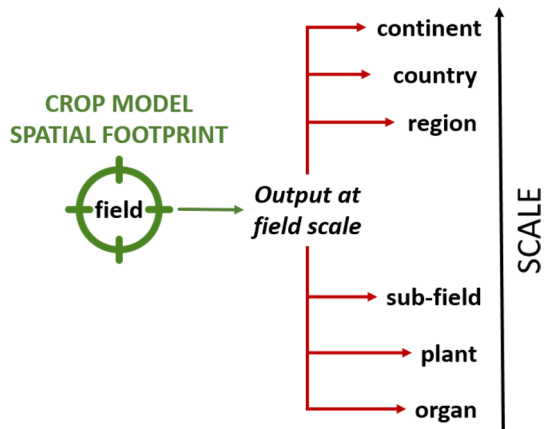 continent
country
CROP MODEL
SPATIAL FOOTPRINT
region
field
Output at
field scale
SCALE
sub-field
plant
organ